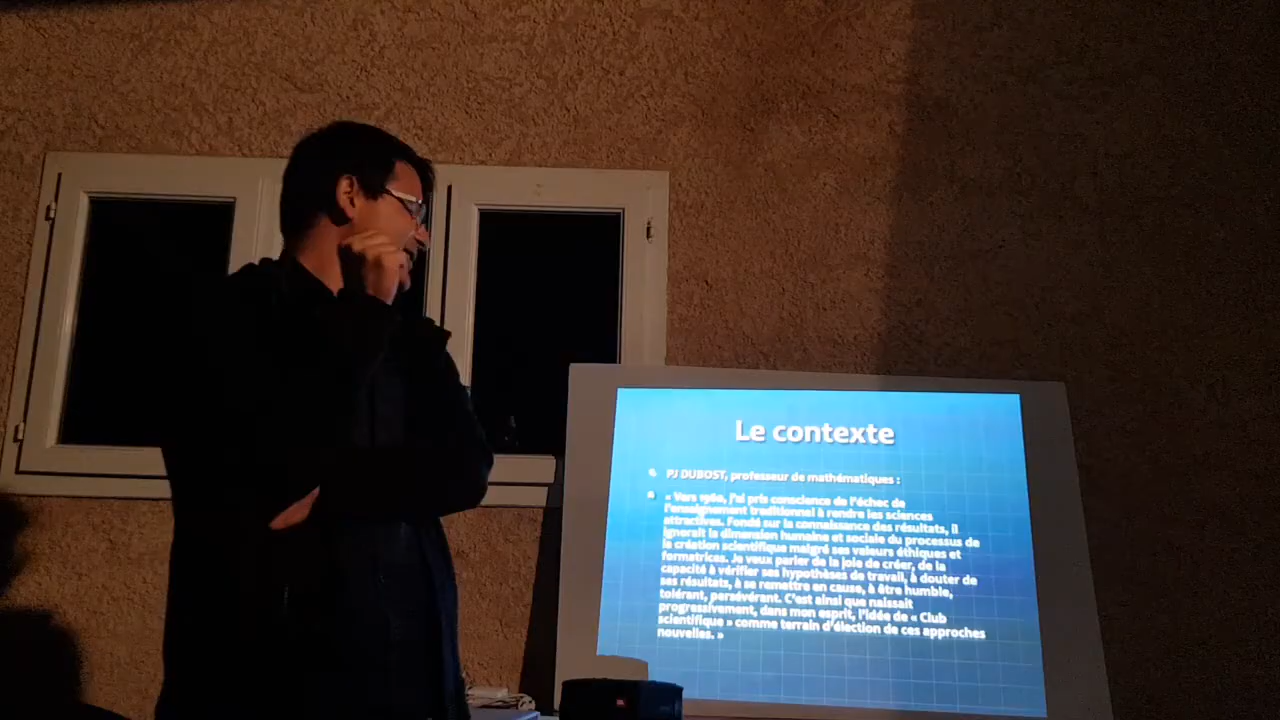 Le contexte
PJ DUBOST, professeur de mathématiques :
« Vers 1960, j'ai pris conscience de l'échec de
l'enseignement traditionnel à rendre les sciences
attractives. Fondé sur la connaissance des résultats, il
ignorait la dimension humaine et sociale du processus de
la création scientifique malgré ses valeurs éthiques et
formatrices. Je veux parler de la joie de créer, de la
capacité à vérifier ses hypothèses de travail, à douter de
ses résultats, à se remettre en cause, à être humble,
tolérant, persévérant. C'est ainsi que naissait
progressivement, dans mon esprit, l'idée de « Club
scientifique » comme terrain d'élection de ces approches
nouvelles. »
JBL